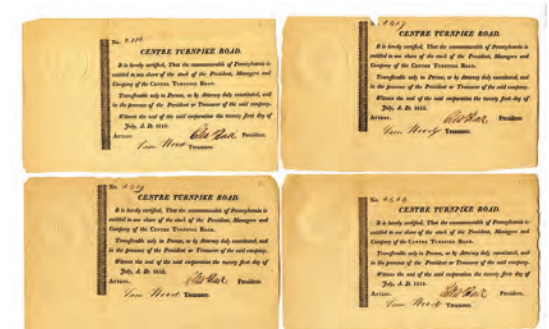 No.
CENTRE TURNPIKE ROAD.
It is hereby certified, That the commonwealth of Pennsylvania is
entitled to one share of the stock of the President, Managers and
Company of the CENTRE TURNPIKE ROAD.
Transferable only in Person, or by Attorney duly constituted, and
in the presence of the President or Treasurer of the said company.
Witness the seal of the said corporation the twenty first day of
July, A. D. 1812.
ATTEST. President.
Treasurer.
CENTRE TURNPIKE ROAD.
It is hereby certified, That the commonwealth of Pennsylvania is
entitled to one share of the stock of the President, Managers and
Company of the CENTRE TURNPIKE ROAD.
Transferable only in Person, or by Attorney duly constituted, and
in the presence of the President or Treasurer of the said company.
Witness the seal of the said corporation the twenty first day of
July, A. D. 1812.
ATTEST. President.
Treasurer.
No.
CENTRE TURNPIKE ROAD.
It is hereby certified, That the commonwealth of Pennsylvania is
entitled to one share of the stock of the President, Managers and
Company of the CENTRE TURNPIKE ROAD.
Transferable only in Person, or by Attorney duly constituted, and
in the presence of the President or Treasurer of the said company.
Witness the seal of the said corporation the twenty first day of
July, A. D. 1812.
ATTEST. President.
Treasurer.
No.
CENTRE TURNPIKE ROAD.
It is hereby certified, That the commonwealth of Pennsylvania is
entitled to one share of the stock of the President, Managers and
Company of the CENTRE TURNPIKE ROAD.
Transferable only in Person, or by Attorney duly constituted, and
in the presence of the President or Treasurer of the said company.
Witness the seal of the said corporation the twenty first day of
July, A. D. 1812.
ATTEST. President.
Treasurer.